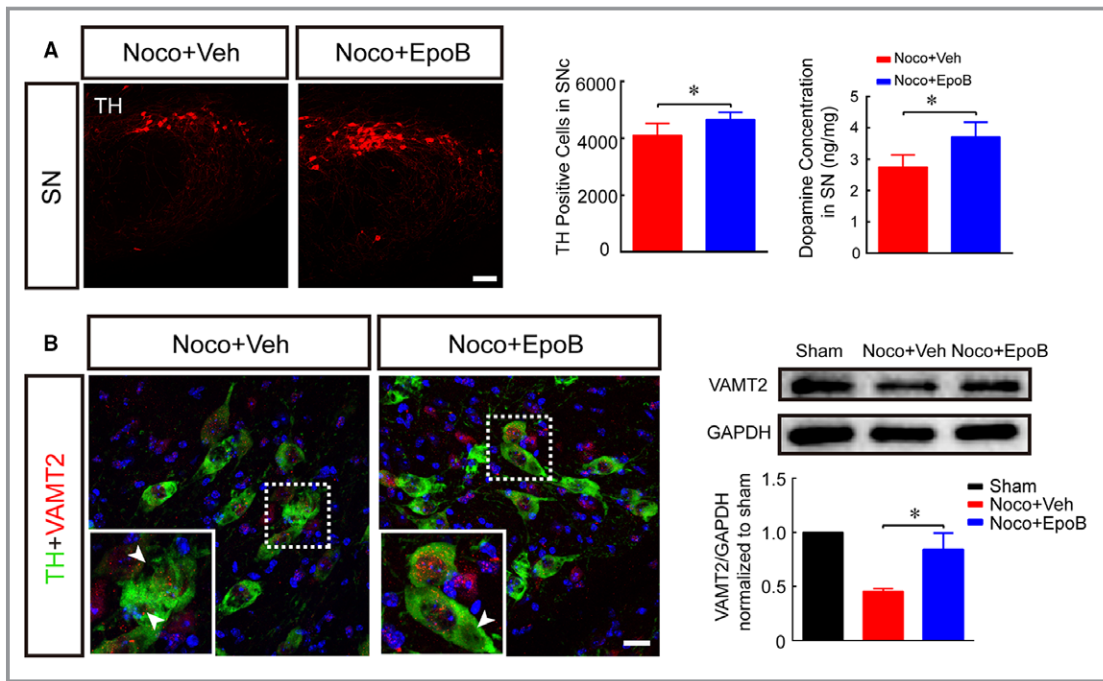 A
Noco+Veh
Noco+EpoB
SN
TH
TH Positive Cells in SNc
6000
4000
2000
0
*
Noco+Veh
Noco+EpoB
Dopamine Concentration
in SN (ng/mg)
5
4
3
2
1
0
*
B
Noco+Veh
Noco+EpoB
TH+VAMT2
Sham Noco+Veh Noco+EpoB
VAMT2
GAPDH
Sham
Noco+Veh
Noco+EpoB
VAMT2/GAPDH
normalized to sham
1.5
1.0
0.5
0
*